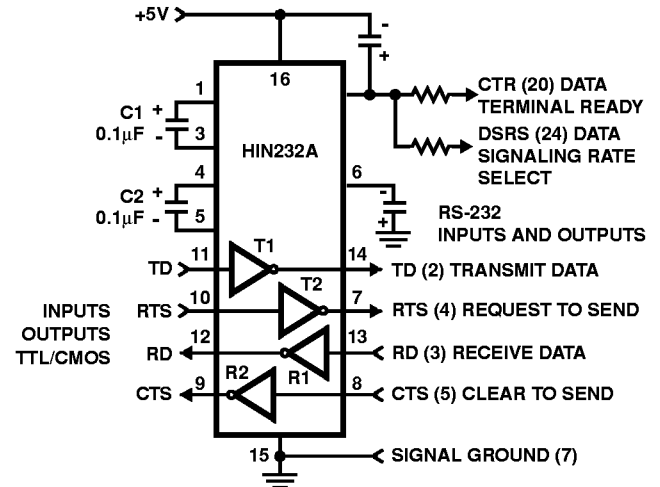 +5V
-
+
16
1
CTR (20) DATA
TERMINAL READY
C1 +
0.1µF -
3
DSRS (24) DATA
SIGNALING RATE
SELECT
HIN232A
4
6
C2 +
0.1µF -
5
-
+
RS-232
INPUTS AND OUTPUTS
11
T1
14
TD
TD (2) TRANSMIT DATA
T2
10
7
INPUTS
OUTPUTS
TTL/CMOS
RTS
RTS (4) REQUEST TO SEND
12
13
RD
RD (3) RECEIVE DATA
R1
R2
9
8
CTS
CTS (5) CLEAR TO SEND
15
SIGNAL GROUND (7)